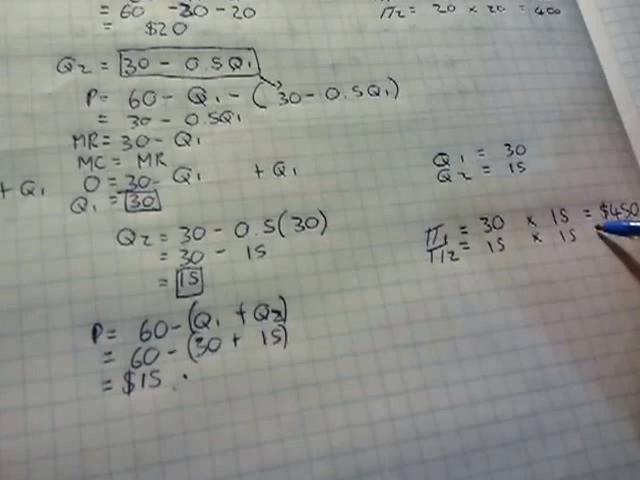 = 60 - 20 - 20
= $20
π2 = 20 × 20 = 400
Q2 = 30 - 0.5Q1
P = 60 - Q1 - (30 - 0.5Q1)
= 30 - 0.5Q1
MR = 30 - Q1
MC = MR
+ Q1 0 = 30 - Q1 + Q1
Q1 = 30
Q2 = 30 - 0.5(30)
= 30 - 15
= 15
P = 60 - (Q1 + Q2)
= 60 - (30 + 15)
= $15
Q1 = 30
Q2 = 15
π1 = 30 × 15 = $450
π2 = 15 × 15